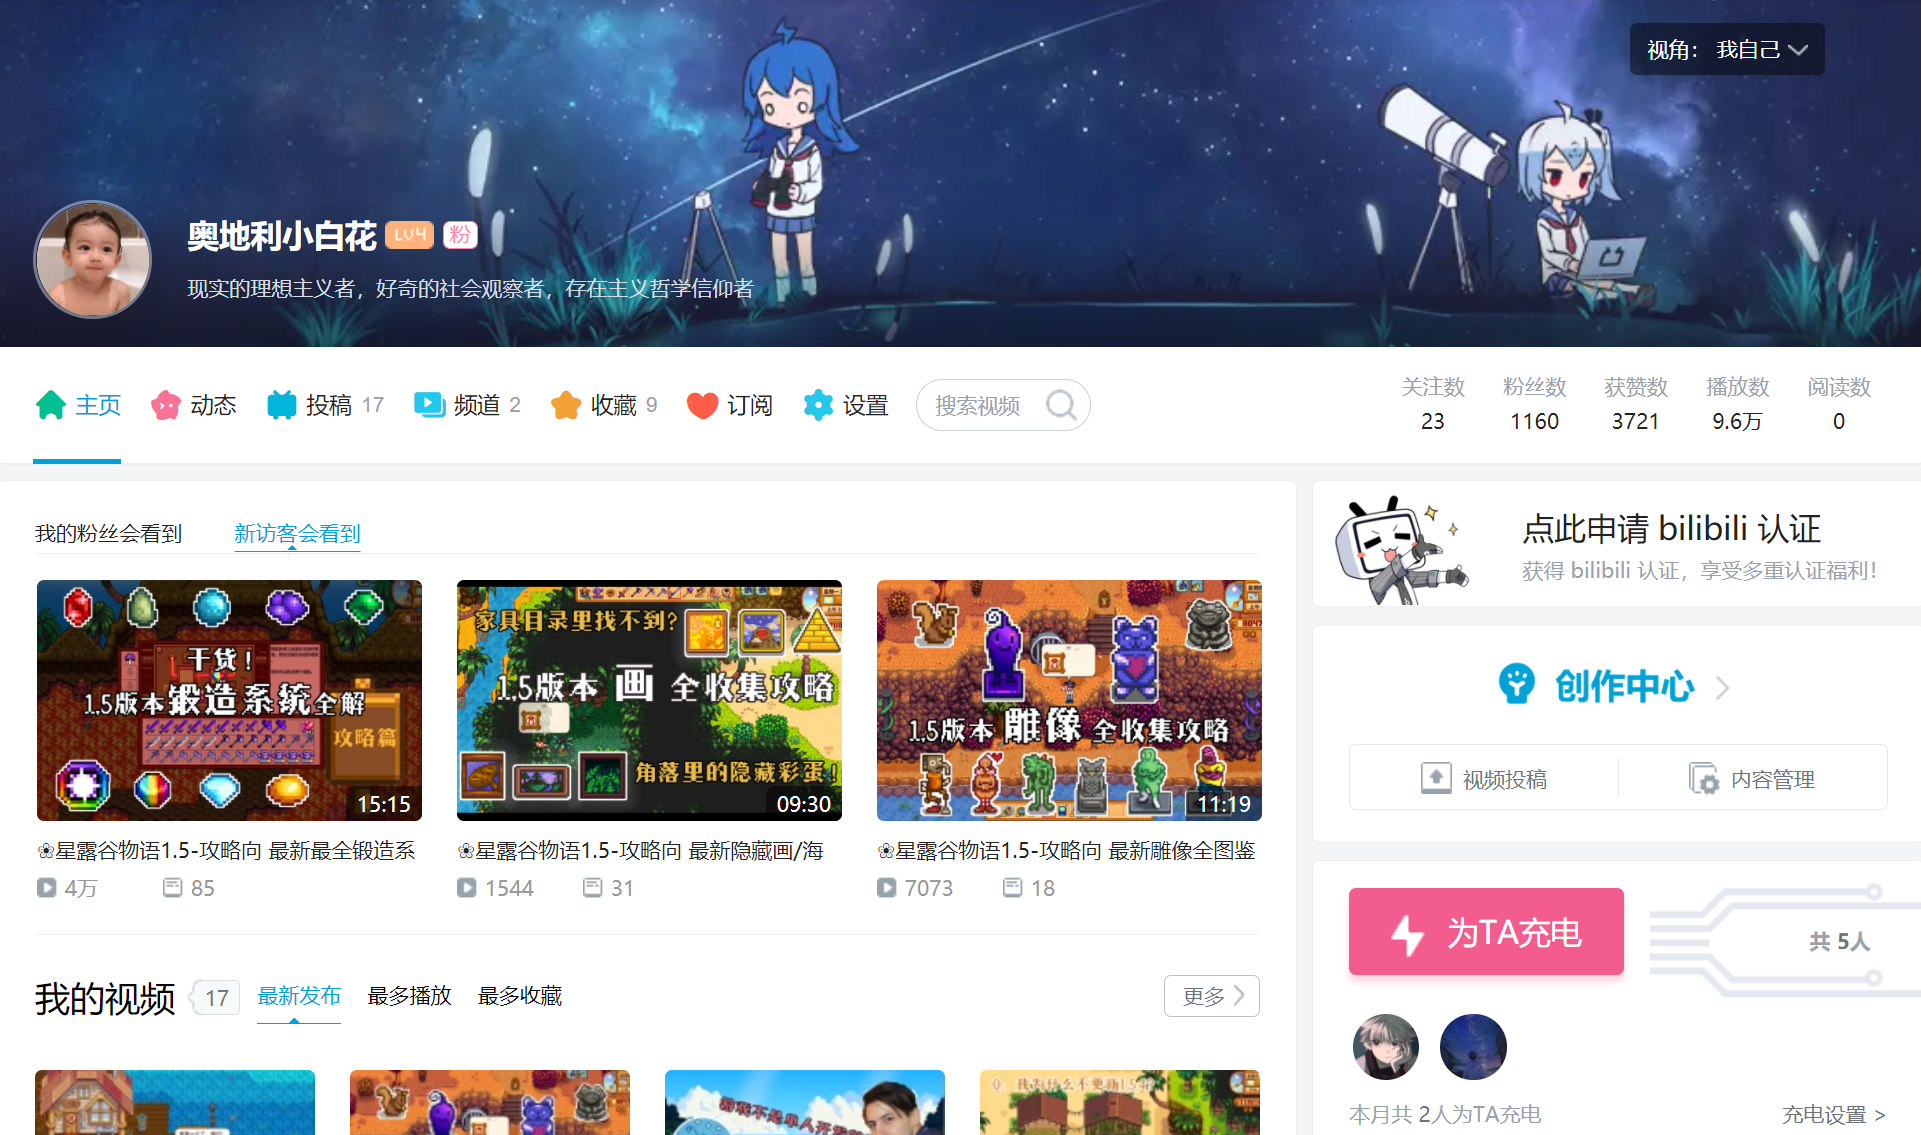 视角： 我自己
奥地利小白花 LV4 粉
现实的理想主义者，好奇的社会观察者，存在主义哲学信仰者
主页 动态 投稿 17 频道 2 收藏 9 订阅 设置 搜索视频
关注数 粉丝数 获赞数 播放数 阅读数
23 1160 3721 9.6万 0
我的粉丝会看到 新访客会看到
干货！
1.5版本锻造系统全解
攻略篇
15:15
家具目录里找不到？
1.5版本 画 全收集攻略
角落里的隐藏彩蛋！
09:30
1.5版本 雕像 全收集攻略
11:19
❀星露谷物语1.5-攻略向 最新最全锻造系
4万 85
❀星露谷物语1.5-攻略向 最新隐藏画/海
1544 31
❀星露谷物语1.5-攻略向 最新雕像全图鉴
7073 18
我的视频 17 最新发布 最多播放 最多收藏 更多
点此申请 bilibili 认证
获得 bilibili 认证，享受多重认证福利！
创作中心
视频投稿 内容管理
为TA充电
共 5人
本月共 2人为TA充电 充电设置 >